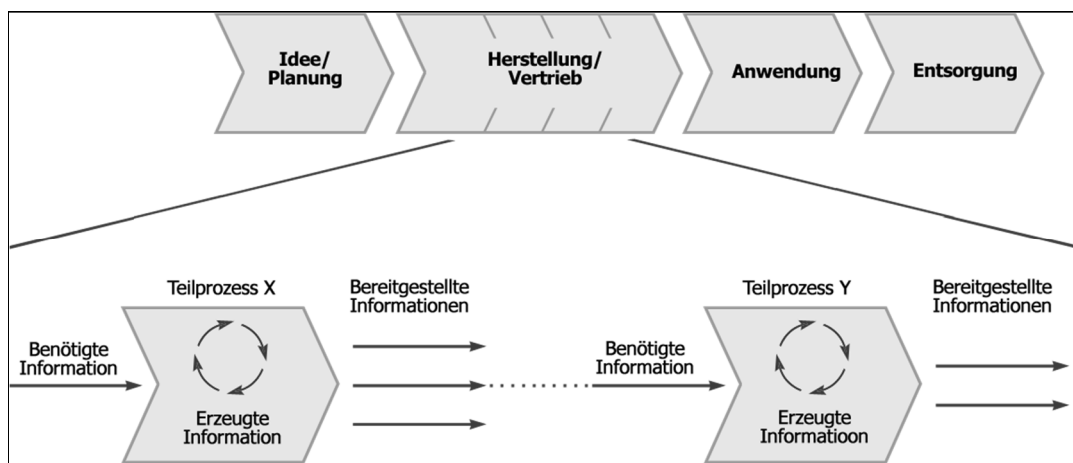 Idee/
Planung
Herstellung/
Vertrieb
Anwendung
Entsorgung
Teilprozess X
Bereitgestellte
Informationen
Teilprozess Y
Bereitgestellte
Informationen
Benötigte
Information
Benötigte
Information
Erzeugte
Information
Erzeugte
Informatioon